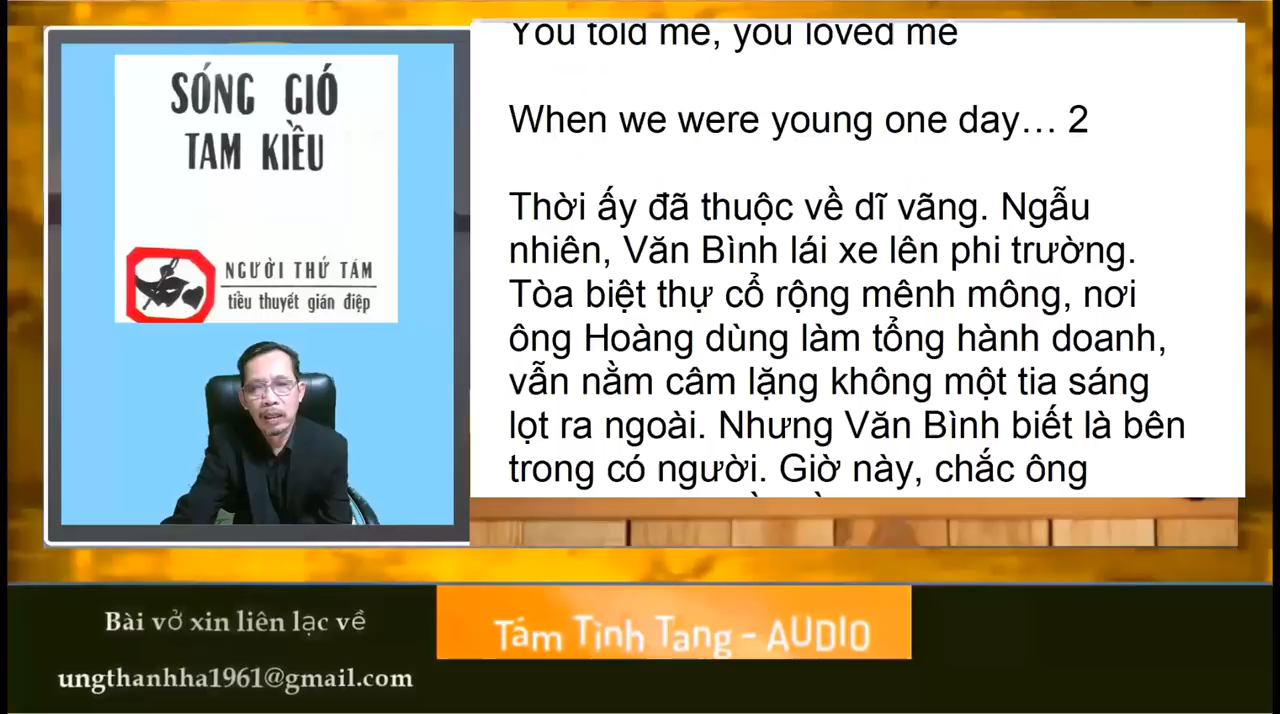 SÓNG GIÓ
TAM KIỀU
NGƯỜI THỨ TÁM
tiểu thuyết gián điệp
You told me, you loved me
When we were young one day… 2
Thời ấy đã thuộc về dĩ vãng. Ngẫu
nhiên, Văn Bình lái xe lên phi trường.
Tòa biệt thự cổ rộng mênh mông, nơi
ông Hoàng dùng làm tổng hành doanh,
vẫn nằm câm lặng không một tia sáng
lọt ra ngoài. Nhưng Văn Bình biết là bên
trong có người. Giờ này, chắc ông
Bài vở xin liên lạc về
ungthanhha1961@gmail.com
Tám Tình Tang - AUDIO